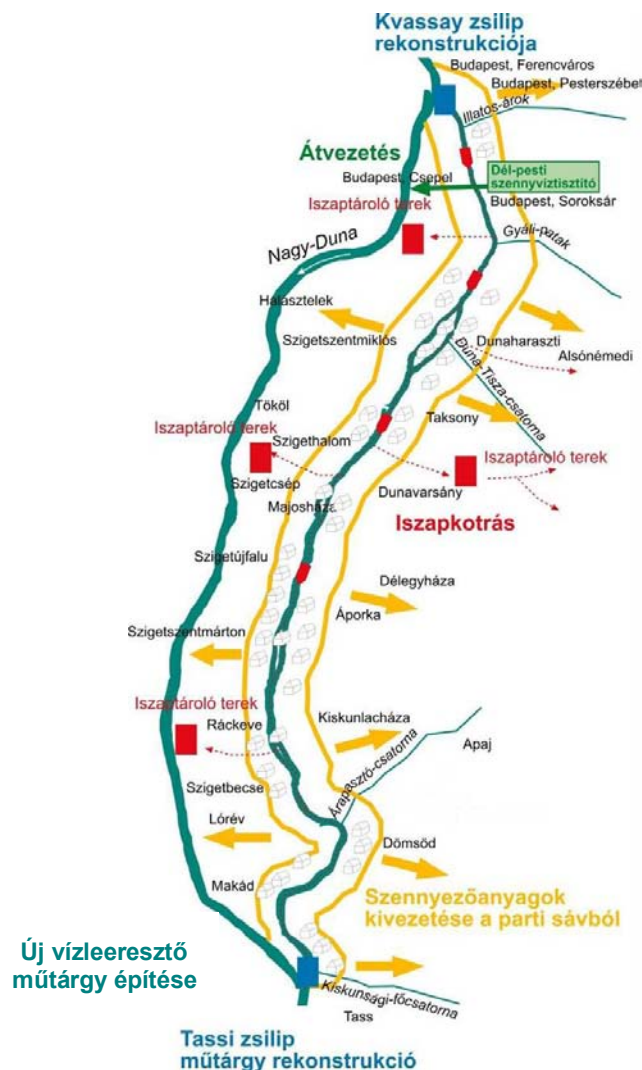 Kvassay zsilip
rekonstrukciója
Budapest, Ferencváros
Budapest, Pesterszébet
Illatos-árok
Átvezetés
Dél-pesti
szennyvíztisztító
Budapest, Csepel
Iszaptároló terek
Budapest, Soroksár
Gyáli-patak
Nagy-Duna
Halásztelek
Szigetszentmiklós
Dunaharaszti
Alsónémedi
Duna-Tisza-csatorna
Tököl
Taksony
Iszaptároló terek
Szigethalom
Iszaptároló terek
Szigetcsép
Dunavarsány
Majosháza
Iszapkotrás
Szigetújfalu
Délegyháza
Áporka
Szigetszentmárton
Iszaptároló terek
Ráckeve
Kiskunlacháza
Apaj
Árapasztó-csatorna
Szigetbecse
Lórév
Dömsöd
Makád
Szennyezőanyagok
kivezetése a parti sávból
Új vízleeresztő
műtárgy építése
Kiskunsági-főcsatorna
Tass
Tassi zsilip
műtárgy rekonstrukció